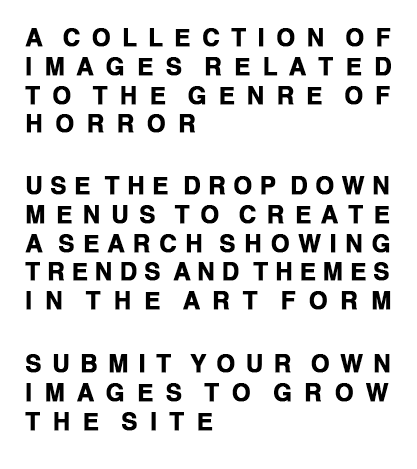 A COLLECTION OF
IMAGES RELATED
TO THE GENRE OF
HORROR
USE THE DROP DOWN
MENUS TO CREATE
A SEARCH SHOWING
TRENDS AND THEMES
IN THE ART FORM
SUBMIT YOUR OWN
IMAGES TO GROW
THE SITE